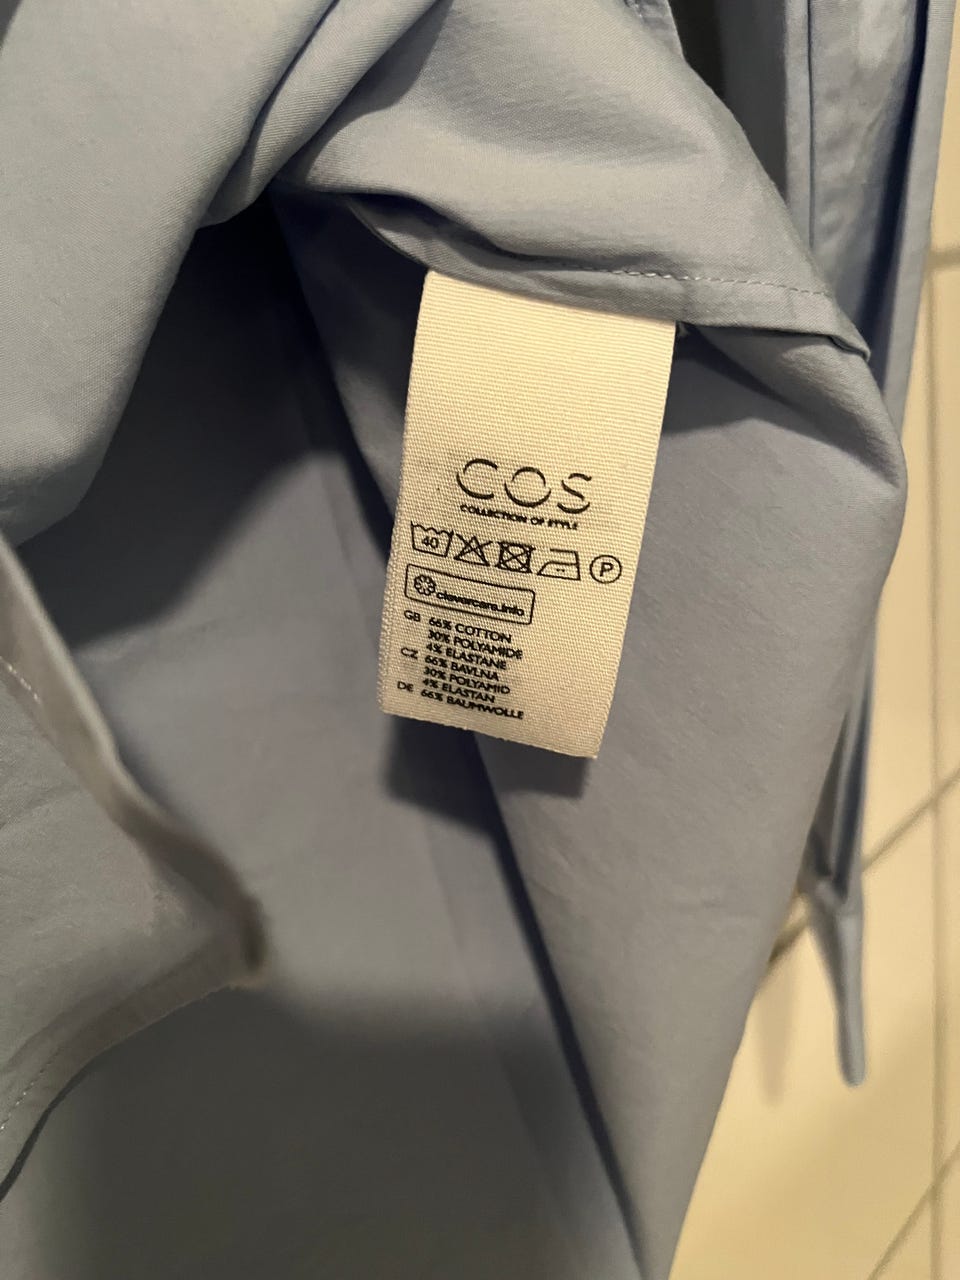 COS
COLLECTION OF STYLE
40 P
clevercare.info
GB 66% COTTON
30% POLYAMIDE
4% ELASTANE
CZ 66% BAVLNA
30% POLYAMID
4% ELASTAN
DE 66% BAUMWOLLE